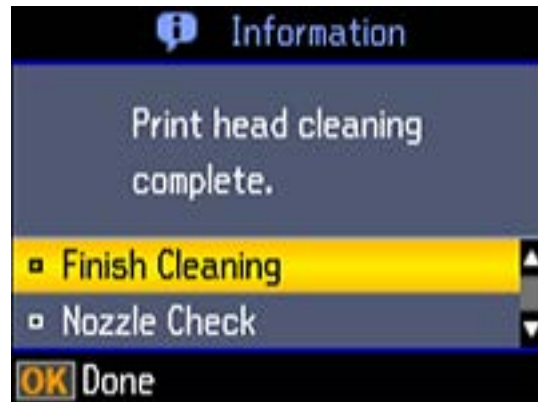 Information
Print head cleaning
complete.
Finish Cleaning
Nozzle Check
OK Done